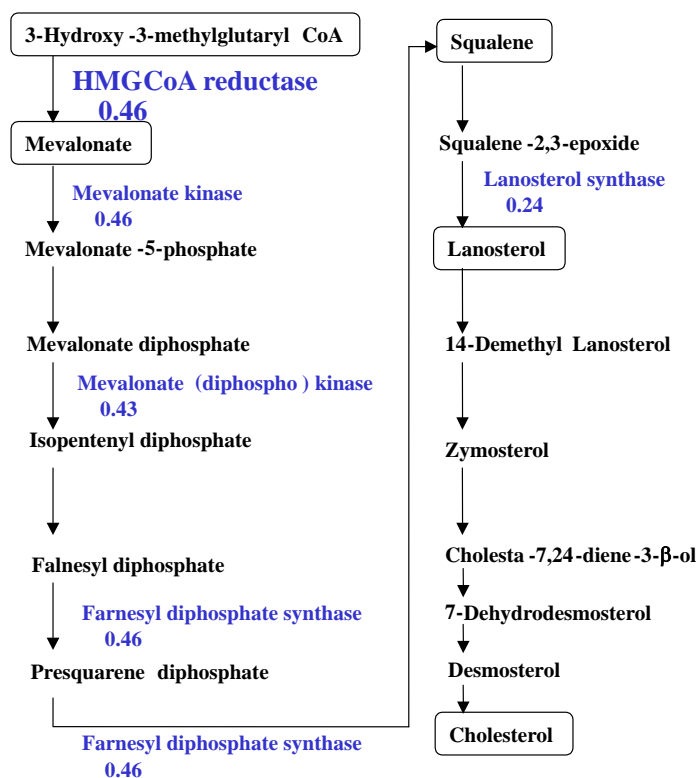 3-Hydroxy -3-methylglutaryl CoA
HMGCoA reductase
0.46
Mevalonate
Mevalonate kinase
0.46
Mevalonate -5-phosphate
Mevalonate diphosphate
Mevalonate (diphospho ) kinase
0.43
Isopentenyl diphosphate
Falnesyl diphosphate
Farnesyl diphosphate synthase
0.46
Presquarene diphosphate
Farnesyl diphosphate synthase
0.46
Squalene
Squalene -2,3-epoxide
Lanosterol synthase
0.24
Lanosterol
14-Demethyl Lanosterol
Zymosterol
Cholesta -7,24-diene-3-β-ol
7-Dehydrodesmosterol
Desmosterol
Cholesterol